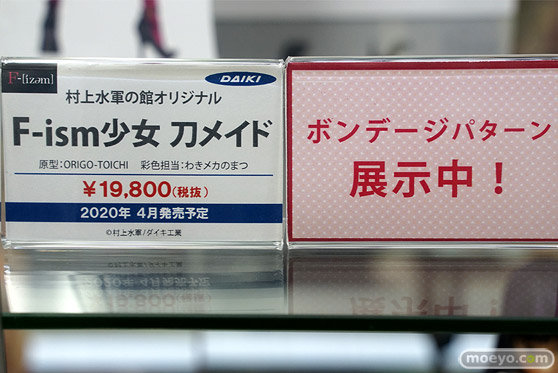 F-[izəm]
DAIKI
村上水軍の館オリジナル
F-ism少女 刀メイド
原型：ORIGO-TOICHI 彩色担当：わきメカのまつ
￥19,800（税抜）
2020年 4月発売予定
©村上水軍/ダイキ工業
ボンデージパターン
展示中！
moeyo.com